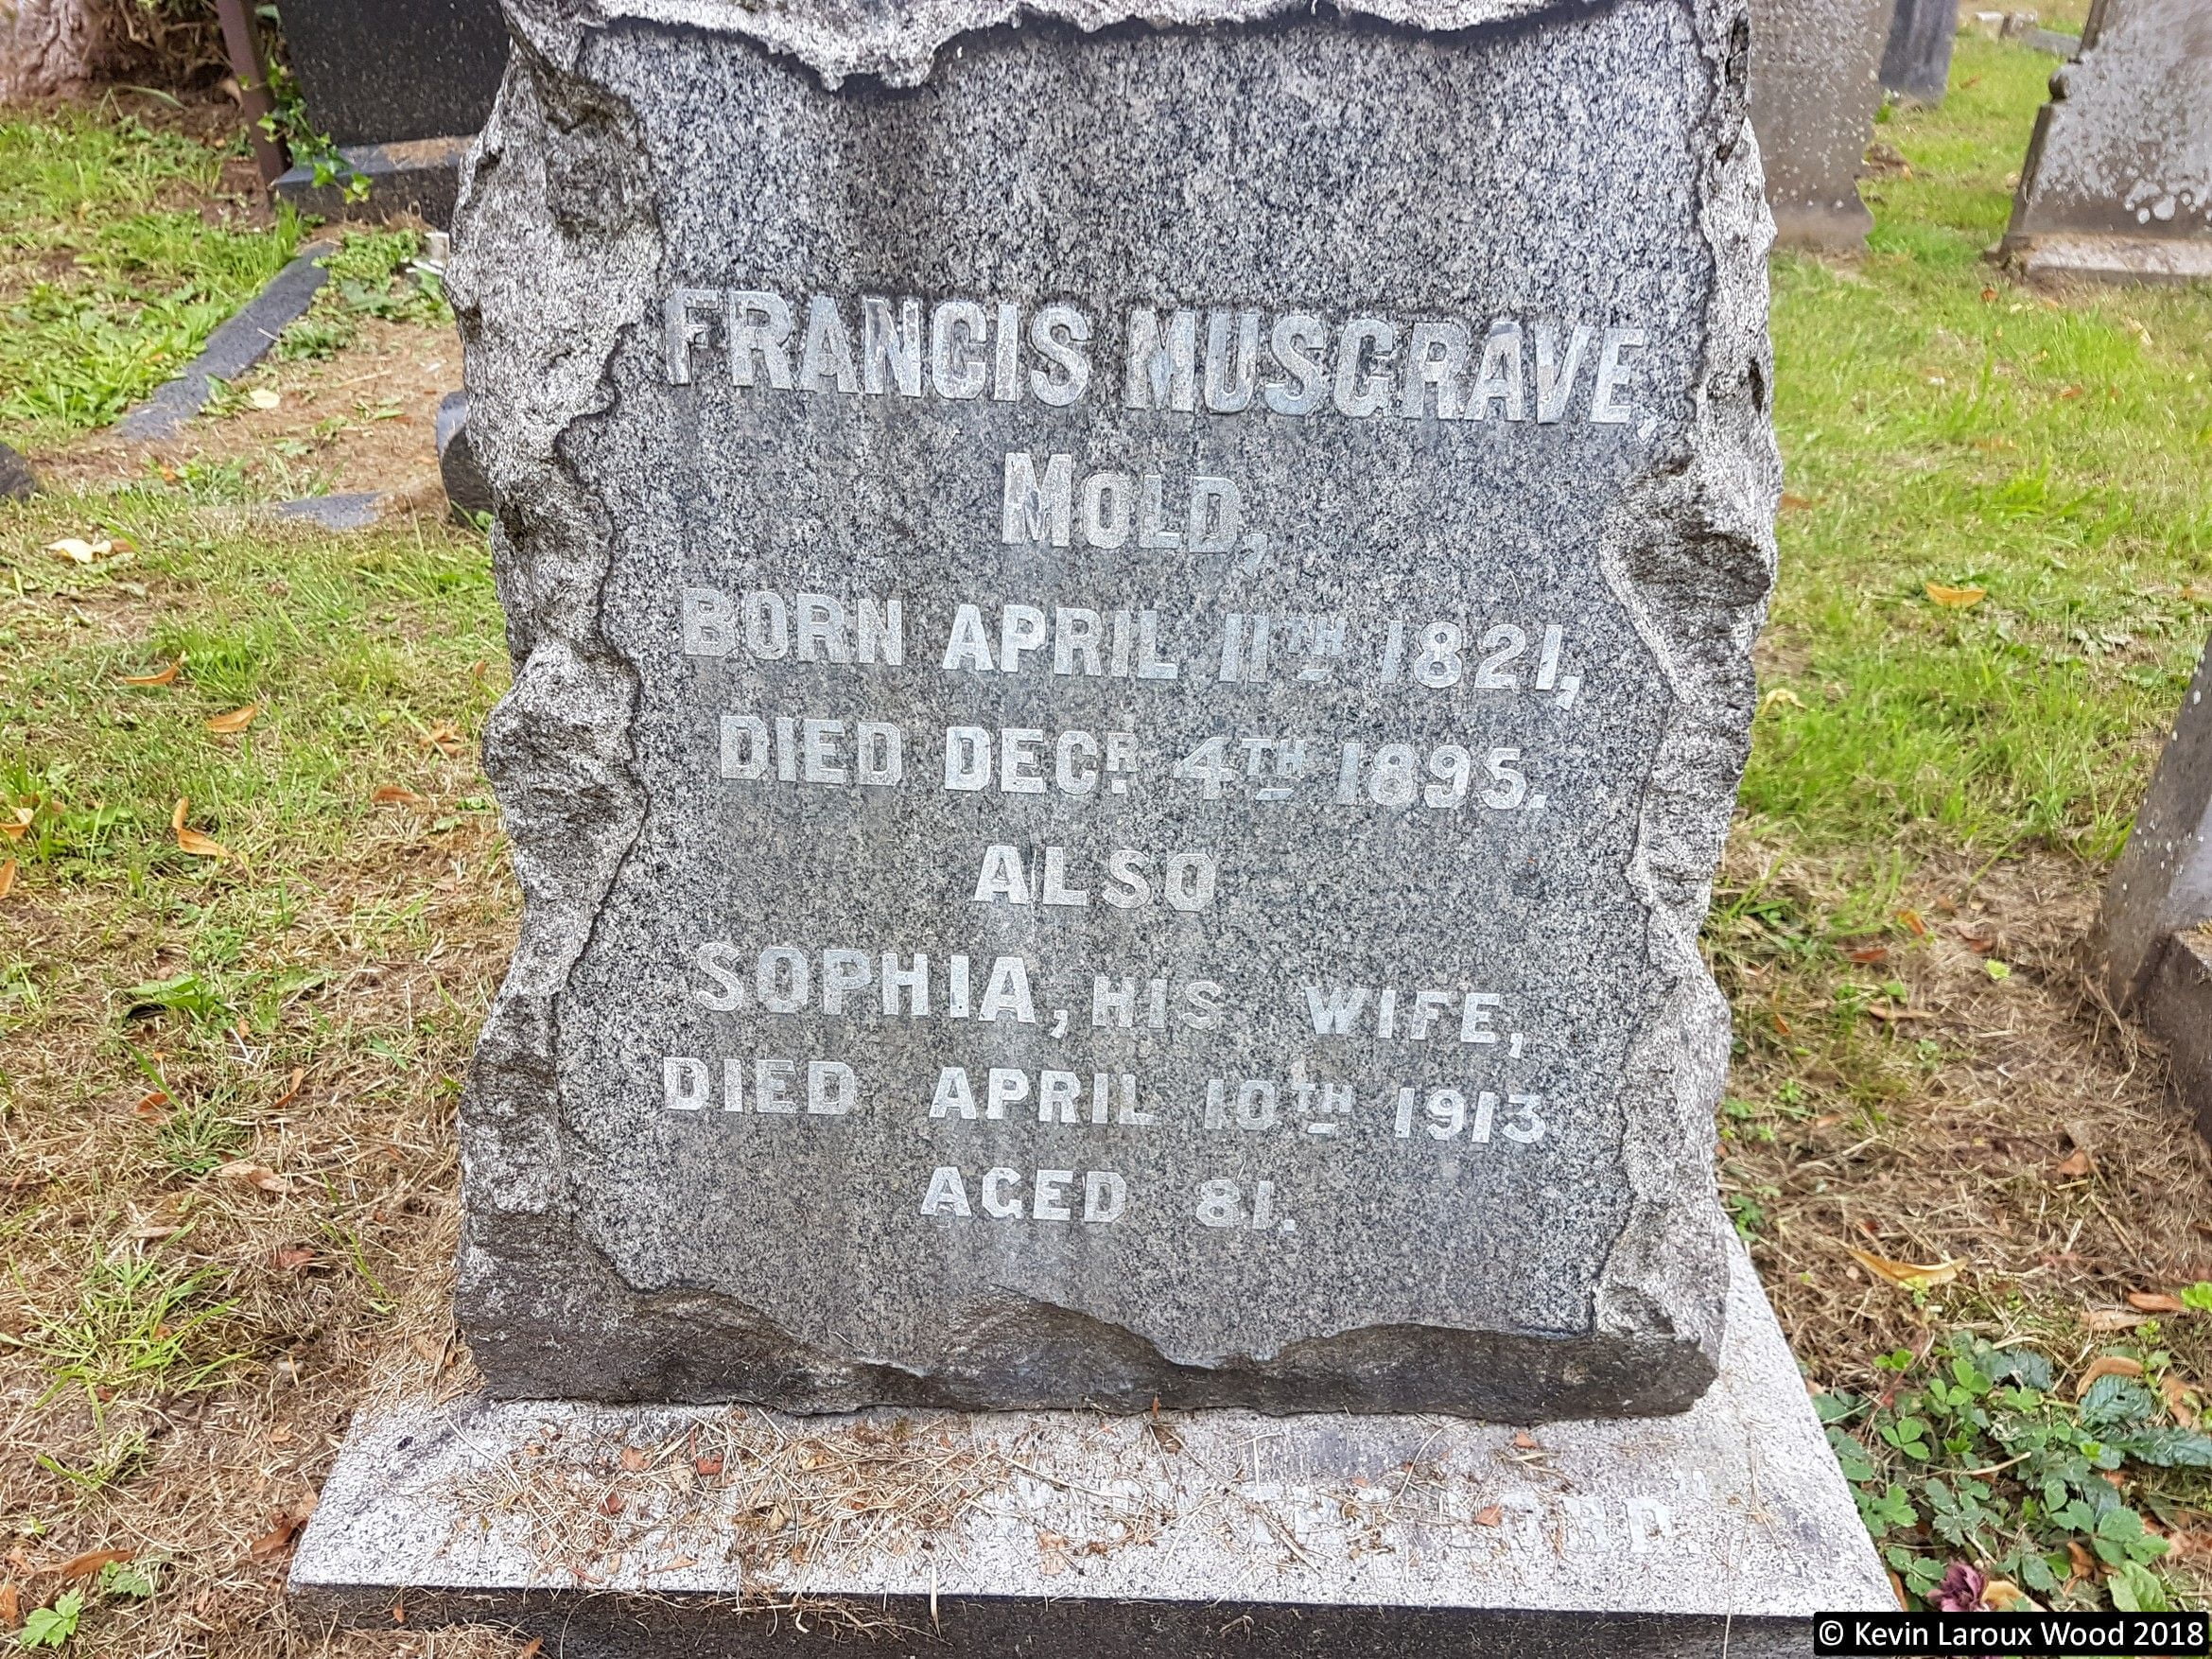 FRANCIS MUSGRAVE,
MOLD,
BORN APRIL 11TH 1821,
DIED DECR. 4TH 1895.
ALSO
SOPHIA, HIS WIFE,
DIED APRIL 10TH 1913
AGED 81.
© Kevin Laroux Wood 2018